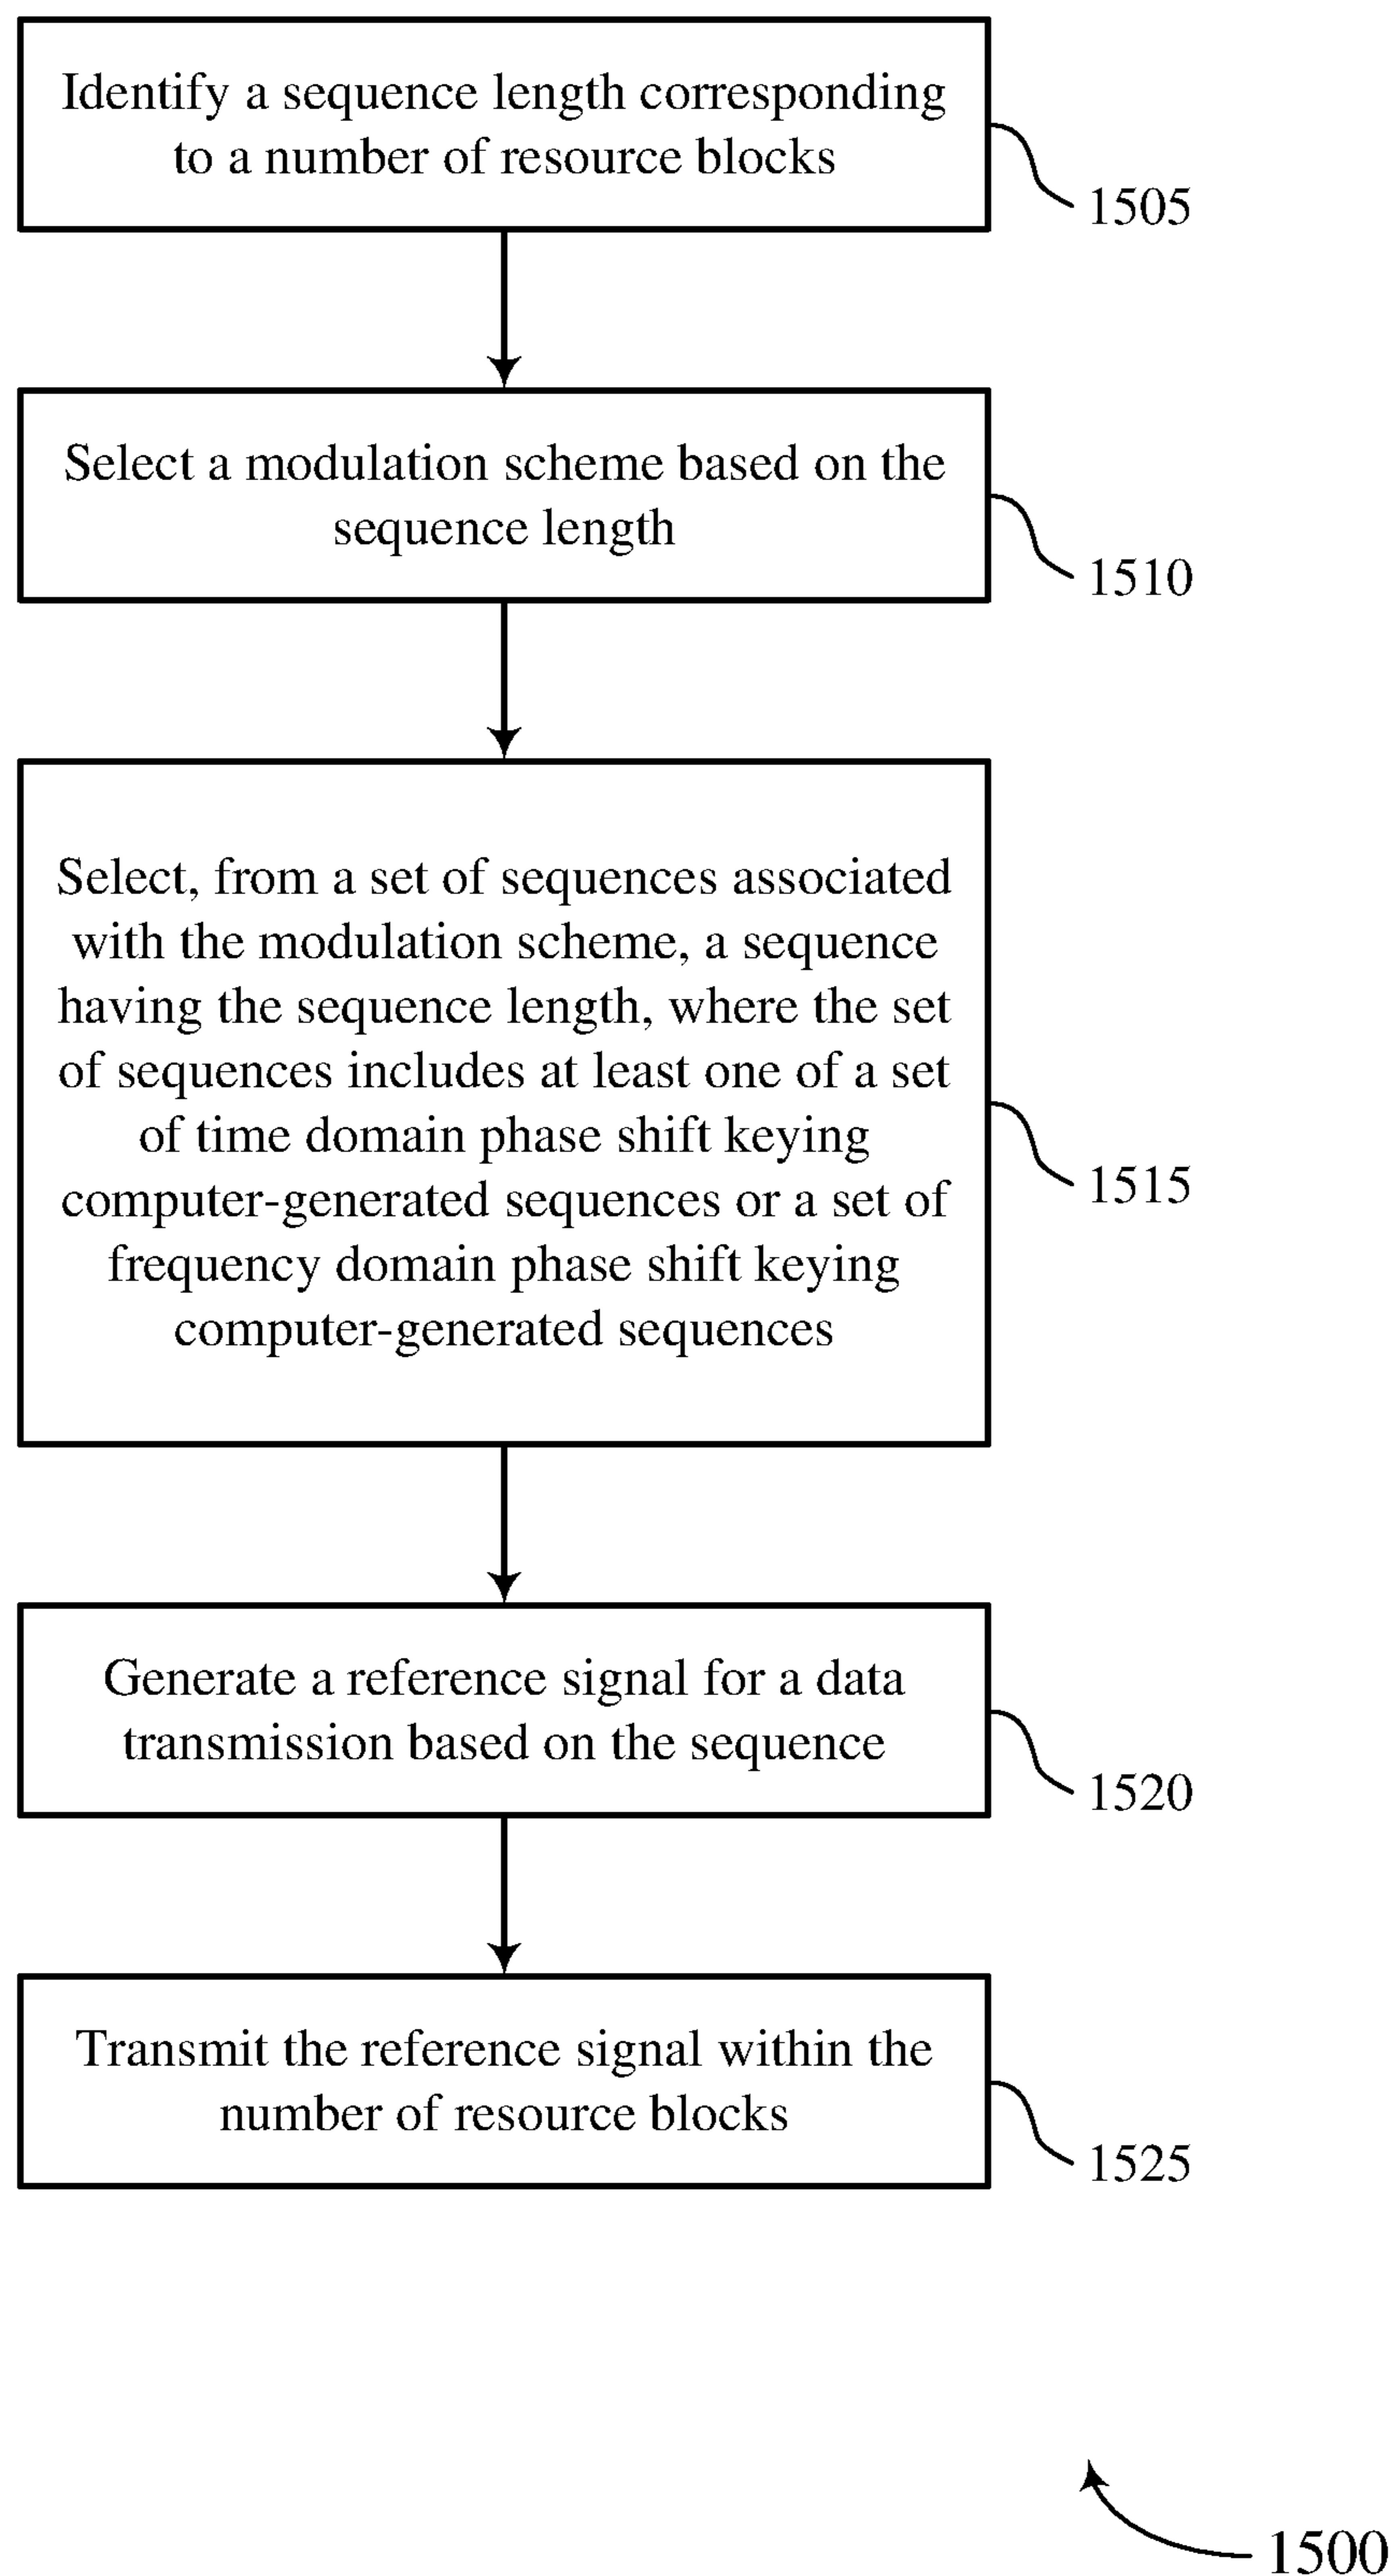 Identify a sequence length corresponding
to a number of resource blocks
1505
Select a modulation scheme based on the
sequence length
1510
Select, from a set of sequences associated
with the modulation scheme, a sequence
having the sequence length, where the set
of sequences includes at least one of a set
of time domain phase shift keying
computer-generated sequences or a set of
frequency domain phase shift keying
computer-generated sequences
1515
Generate a reference signal for a data
transmission based on the sequence
1520
Transmit the reference signal within the
number of resource blocks
1525
1500